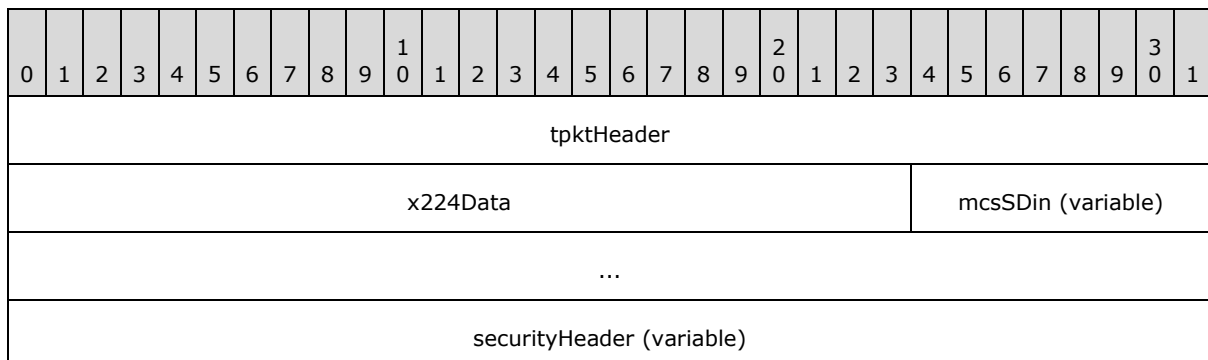 1 2 3
0 1 2 3 4 5 6 7 8 9 0 1 2 3 4 5 6 7 8 9 0 1 2 3 4 5 6 7 8 9 0 1
tpktHeader
x224Data mcsSDin (variable)
...
securityHeader (variable)